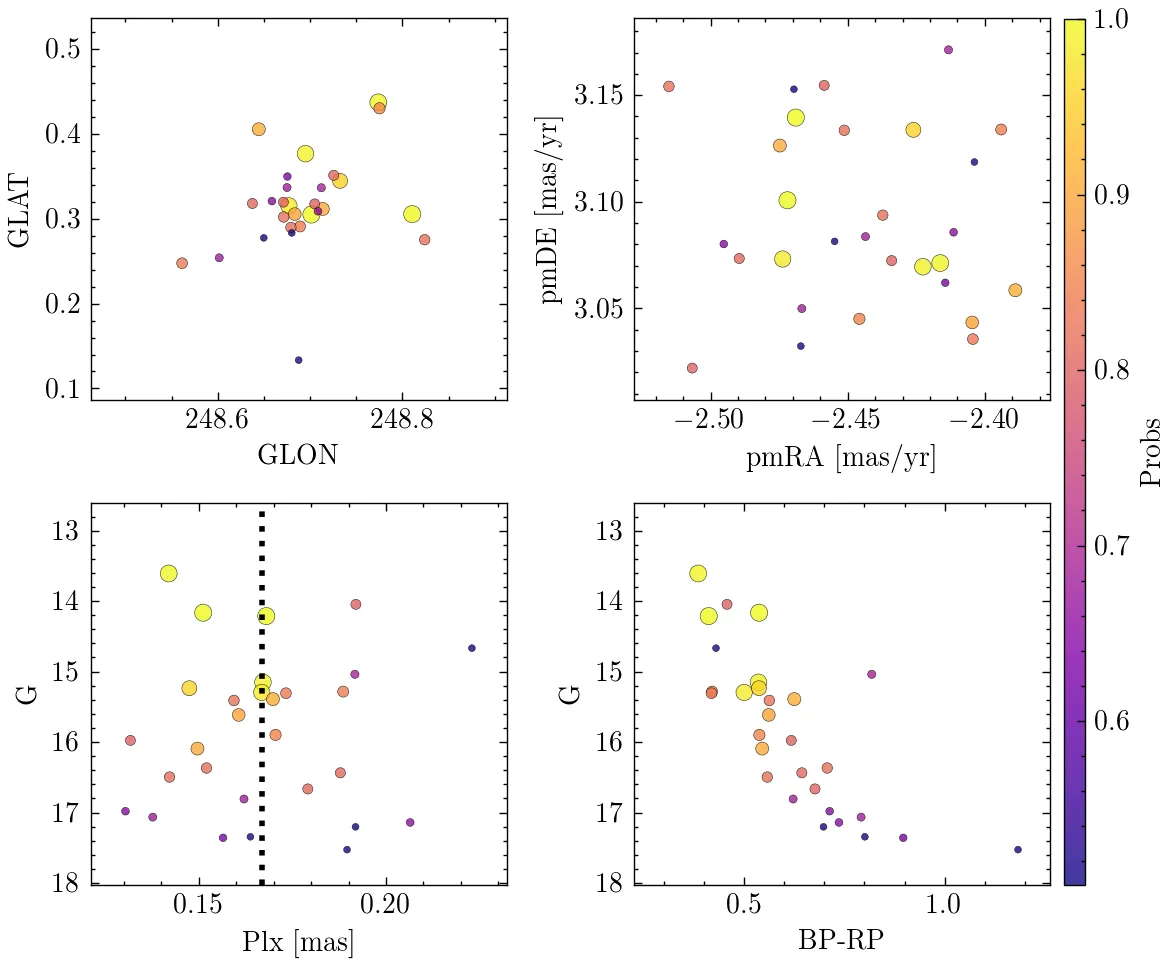 0.5
0.4
0.3
0.2
0.1
GLAT
248.6 248.8
GLON
3.15
3.10
3.05
pmDE [mas/yr]
−2.50 −2.45 −2.40
pmRA [mas/yr]
1.0
0.9
0.8
0.7
0.6
Probs
13
14
15
16
17
18
G
0.15 0.20
Plx [mas]
13
14
15
16
17
18
G
0.5 1.0
BP-RP